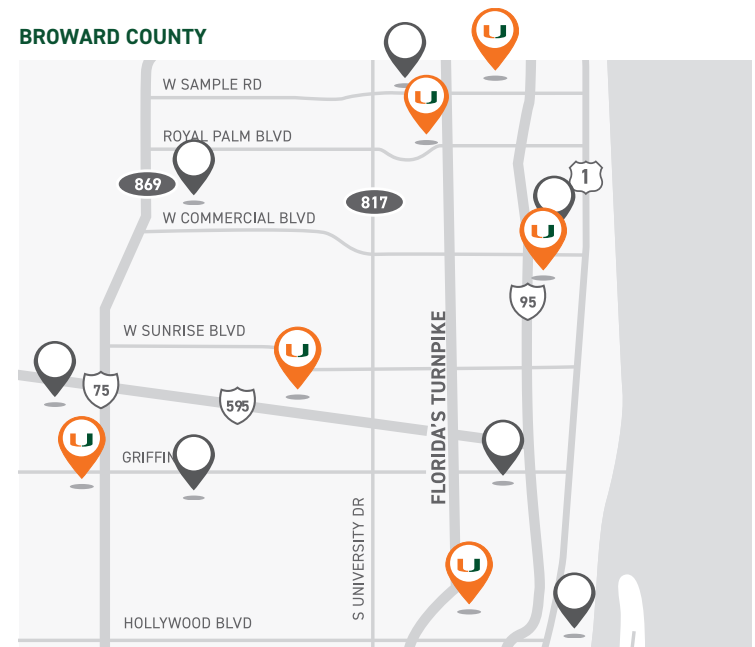 BROWARD COUNTY
U
U
W SAMPLE RD
ROYAL PALM BLVD
869
817
1
W COMMERCIAL BLVD
U
95
W SUNRISE BLVD
U
FLORIDA'S TURNPIKE
75
595
U
GRIFFIN
S UNIVERSITY DR
U
HOLLYWOOD BLVD